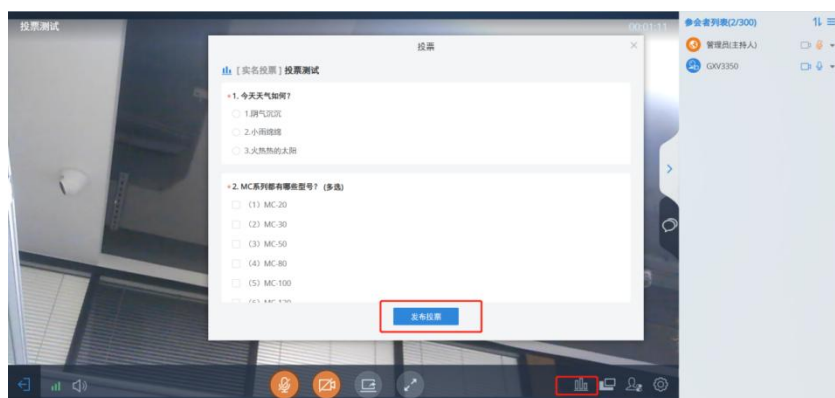 投票测试
00:01:11
参会者列表(2/300)
管理员(主持人)
GXV3350
投票
[ 实名投票 ] 投票测试
*1. 今天天气如何?
1.阴气沉沉
2.小雨绵绵
3.火热热的太阳
*2. MC系列都有哪些型号? (多选)
(1) MC-20
(2) MC-30
(3) MC-50
(4) MC-80
(5) MC-100
(6) MC-120
发布投票